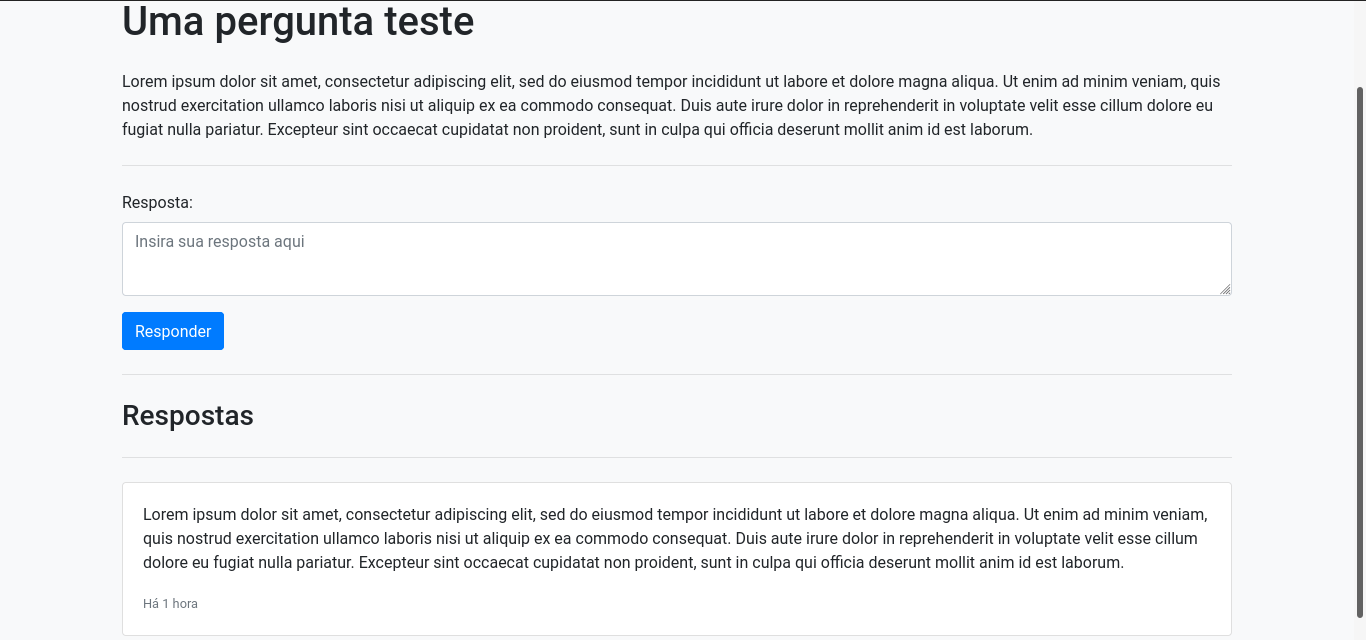 Uma pergunta teste
Lorem ipsum dolor sit amet, consectetur adipiscing elit, sed do eiusmod tempor incididunt ut labore et dolore magna aliqua. Ut enim ad minim veniam, quis
nostrud exercitation ullamco laboris nisi ut aliquip ex ea commodo consequat. Duis aute irure dolor in reprehenderit in voluptate velit esse cillum dolore eu
fugiat nulla pariatur. Excepteur sint occaecat cupidatat non proident, sunt in culpa qui officia deserunt mollit anim id est laborum.
Resposta:
Insira sua resposta aqui
Responder
Respostas
Lorem ipsum dolor sit amet, consectetur adipiscing elit, sed do eiusmod tempor incididunt ut labore et dolore magna aliqua. Ut enim ad minim veniam,
quis nostrud exercitation ullamco laboris nisi ut aliquip ex ea commodo consequat. Duis aute irure dolor in reprehenderit in voluptate velit esse cillum
dolore eu fugiat nulla pariatur. Excepteur sint occaecat cupidatat non proident, sunt in culpa qui officia deserunt mollit anim id est laborum.
Há 1 hora